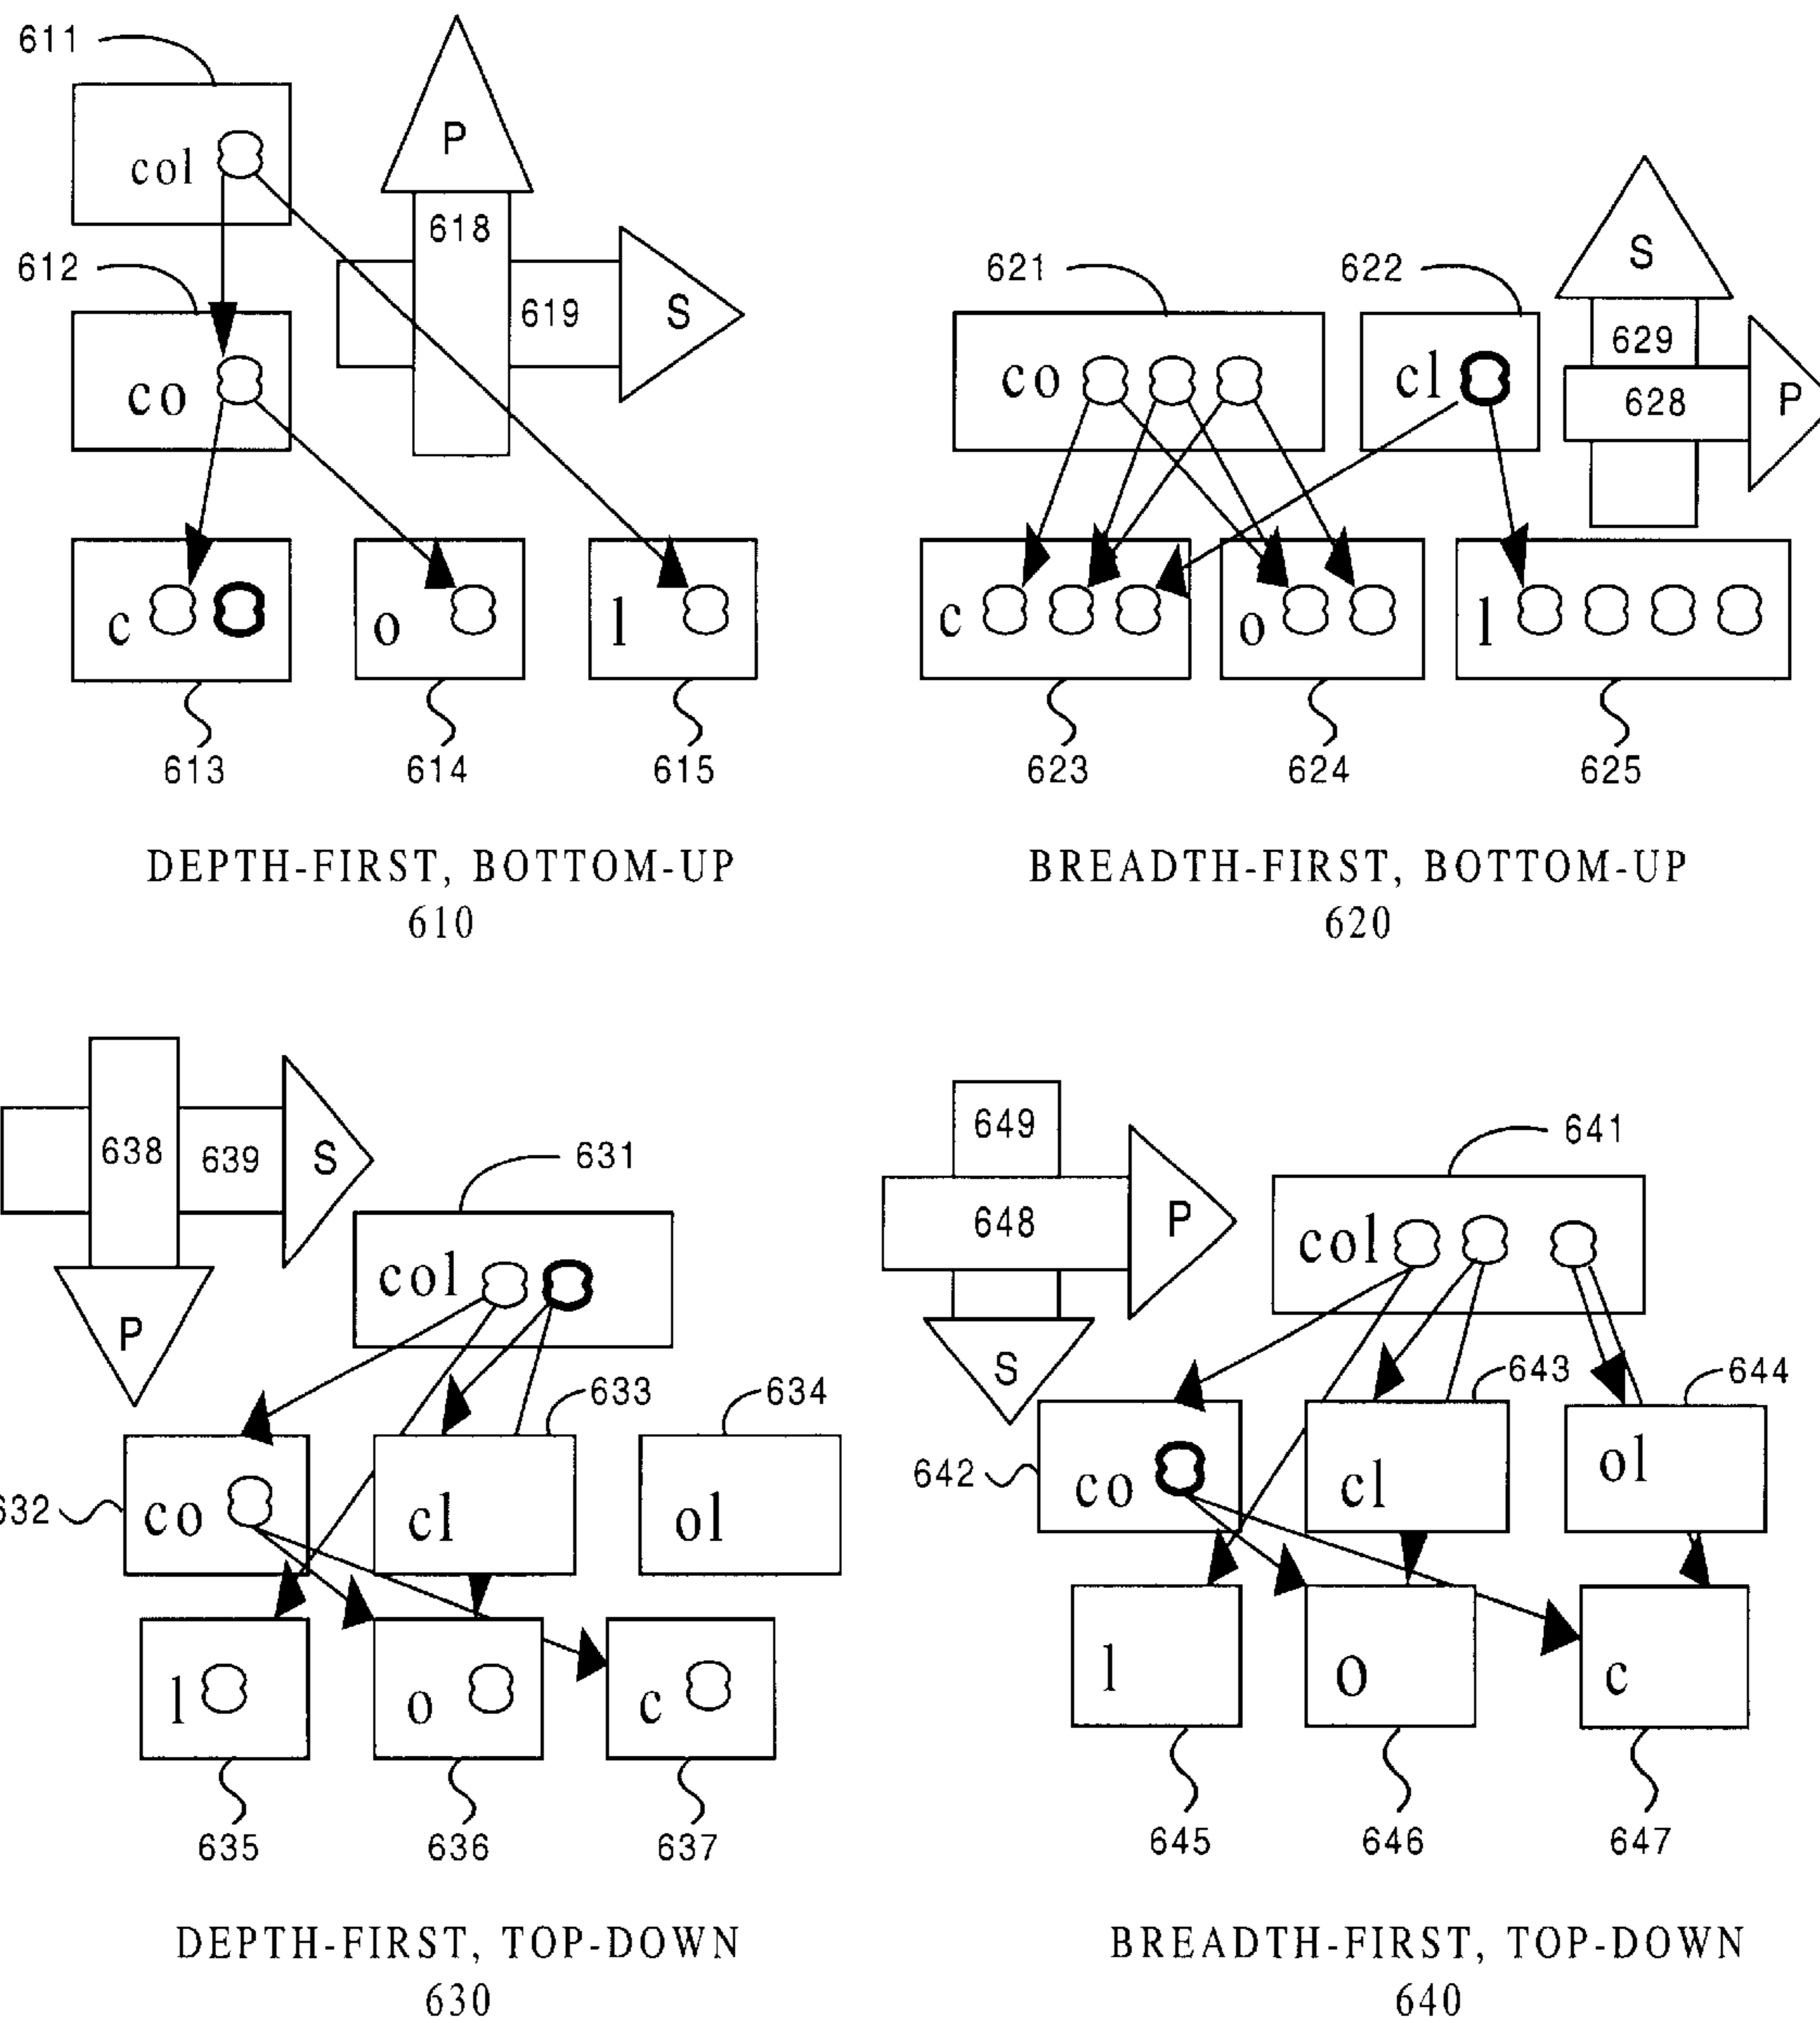 611
P
col
618
612
619
S
co
c
o
l
613
614
615
DEPTH-FIRST, BOTTOM-UP
610
S
621
622
629
co
cl
628
P
c
o
l
623
624
625
BREADTH-FIRST, BOTTOM-UP
620
638
639
S
631
P
col
633
634
632
co
cl
ol
l
o
c
635
636
637
DEPTH-FIRST, TOP-DOWN
630
649
641
648
P
col
S
643
644
642
co
cl
ol
l
o
c
645
646
647
BREADTH-FIRST, TOP-DOWN
640